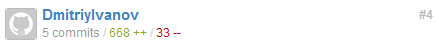 DmitriyIvanov #4
5 commits / 668 ++ / 33 --